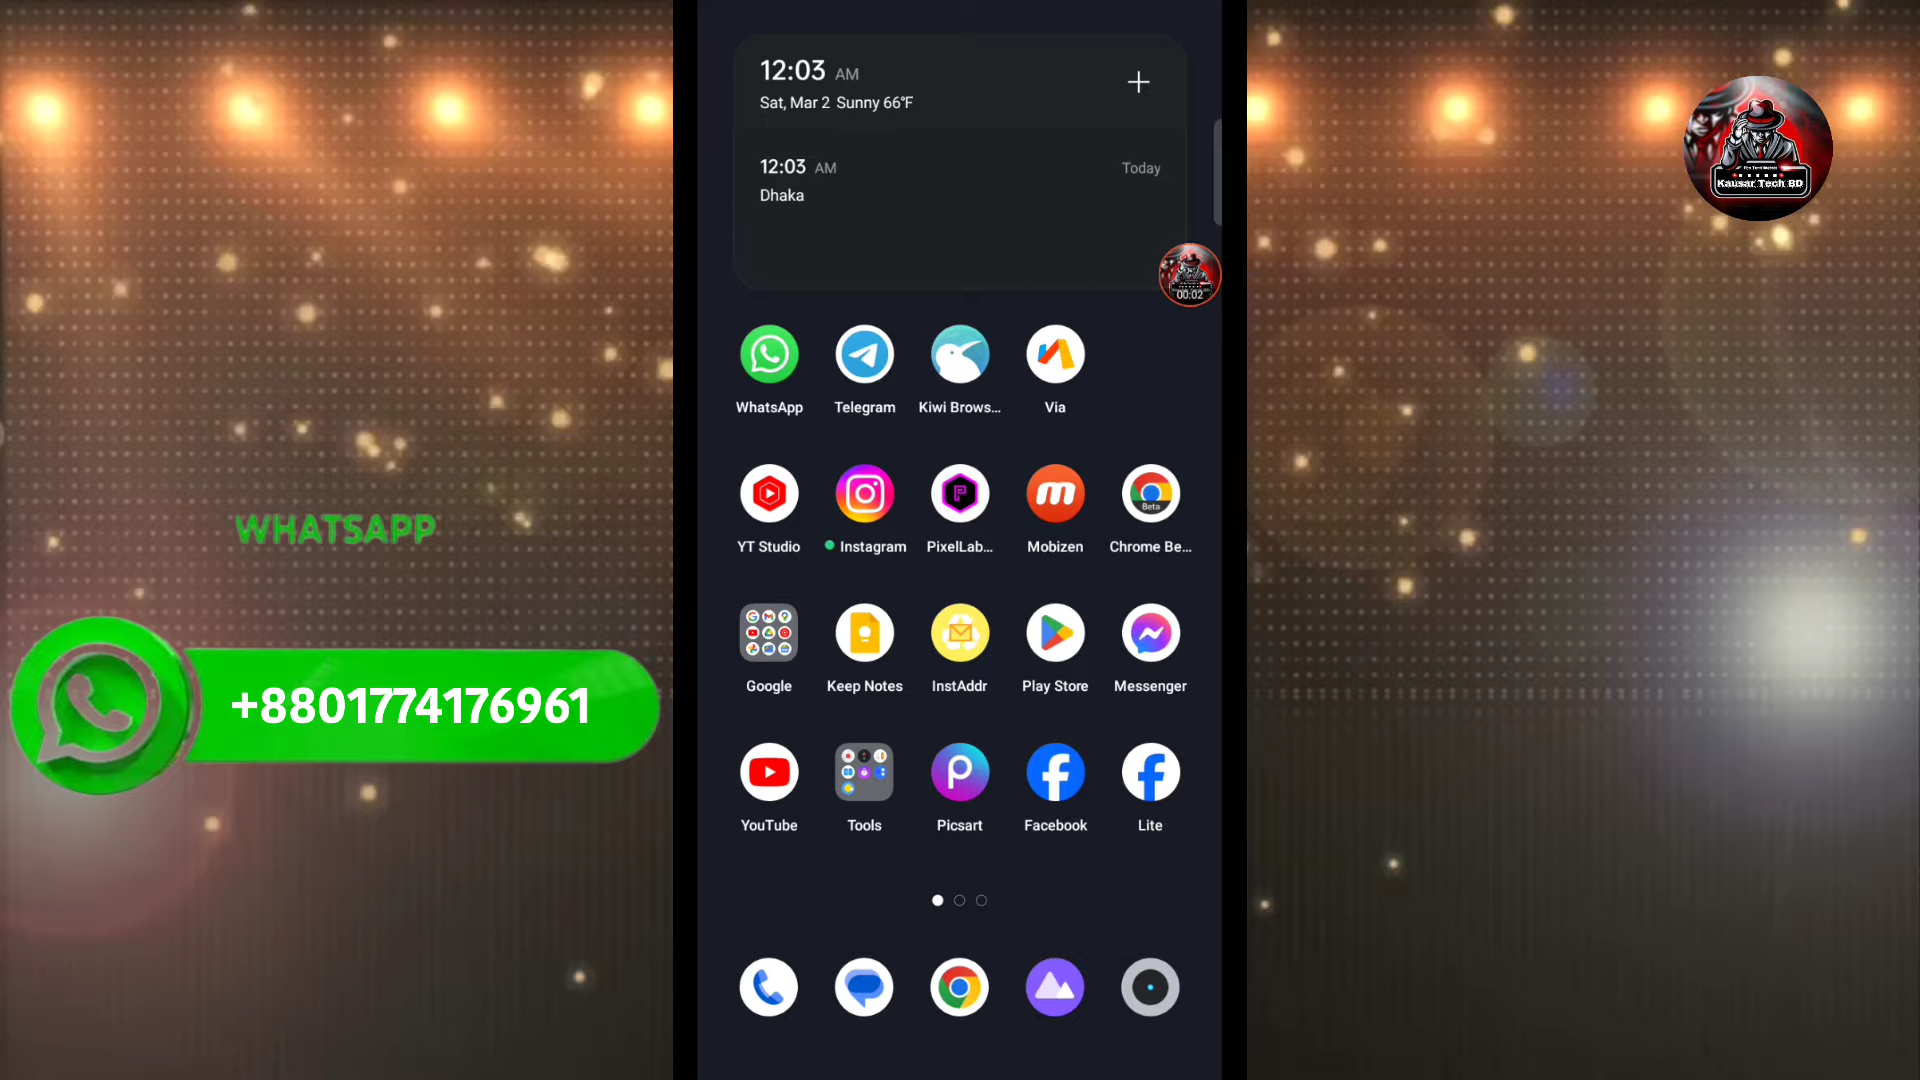 12:03 AM
Sat, Mar 2 Sunny 66°F
12:03 AM
Today
Dhaka
00:02
WhatsApp
Telegram
Kiwi Brows...
Via
YT Studio
Instagram
PixelLab...
Mobizen
Beta
Chrome Be...
Google
Keep Notes
InstAddr
Play Store
Messenger
YouTube
Tools
Picsart
Facebook
Lite
WHATSAPP
+8801774176961
Kausar Tech BD